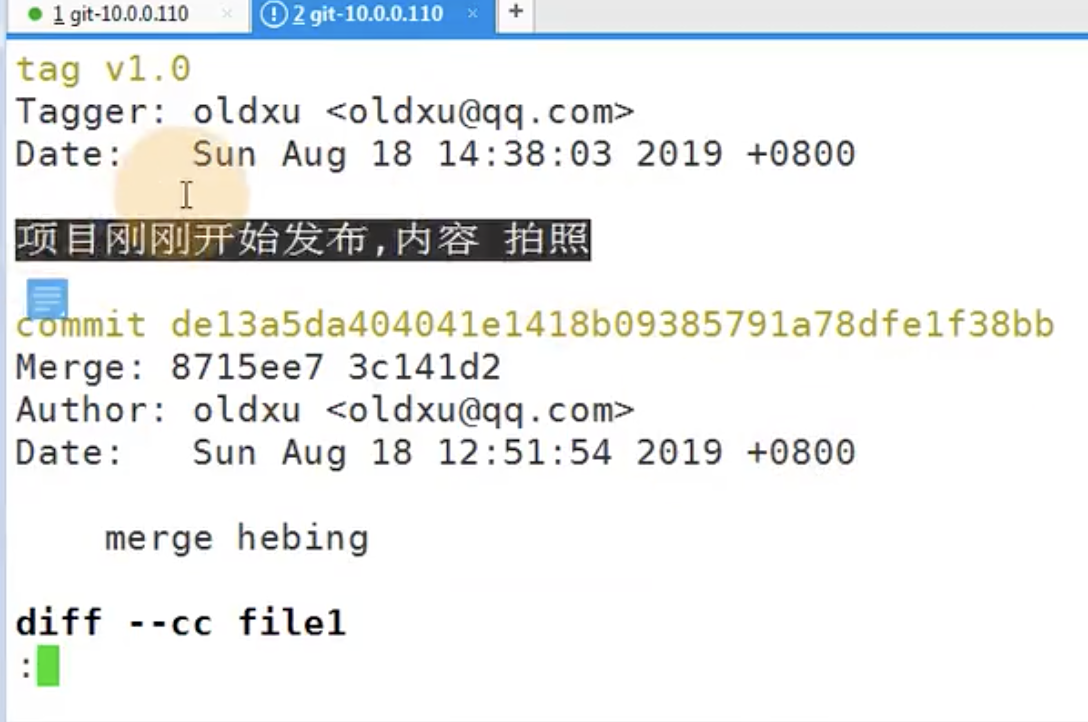 1 git-10.0.0.110 × 2 git-10.0.0.110 × +
tag v1.0
Tagger: oldxu <oldxu@qq.com>
Date:   Sun Aug 18 14:38:03 2019 +0800
项目刚刚开始发布,内容 拍照
commit de13a5da404041e1418b09385791a78dfe1f38bb
Merge: 8715ee7 3c141d2
Author: oldxu <oldxu@qq.com>
Date:   Sun Aug 18 12:51:54 2019 +0800
    merge hebing
diff --cc file1
: